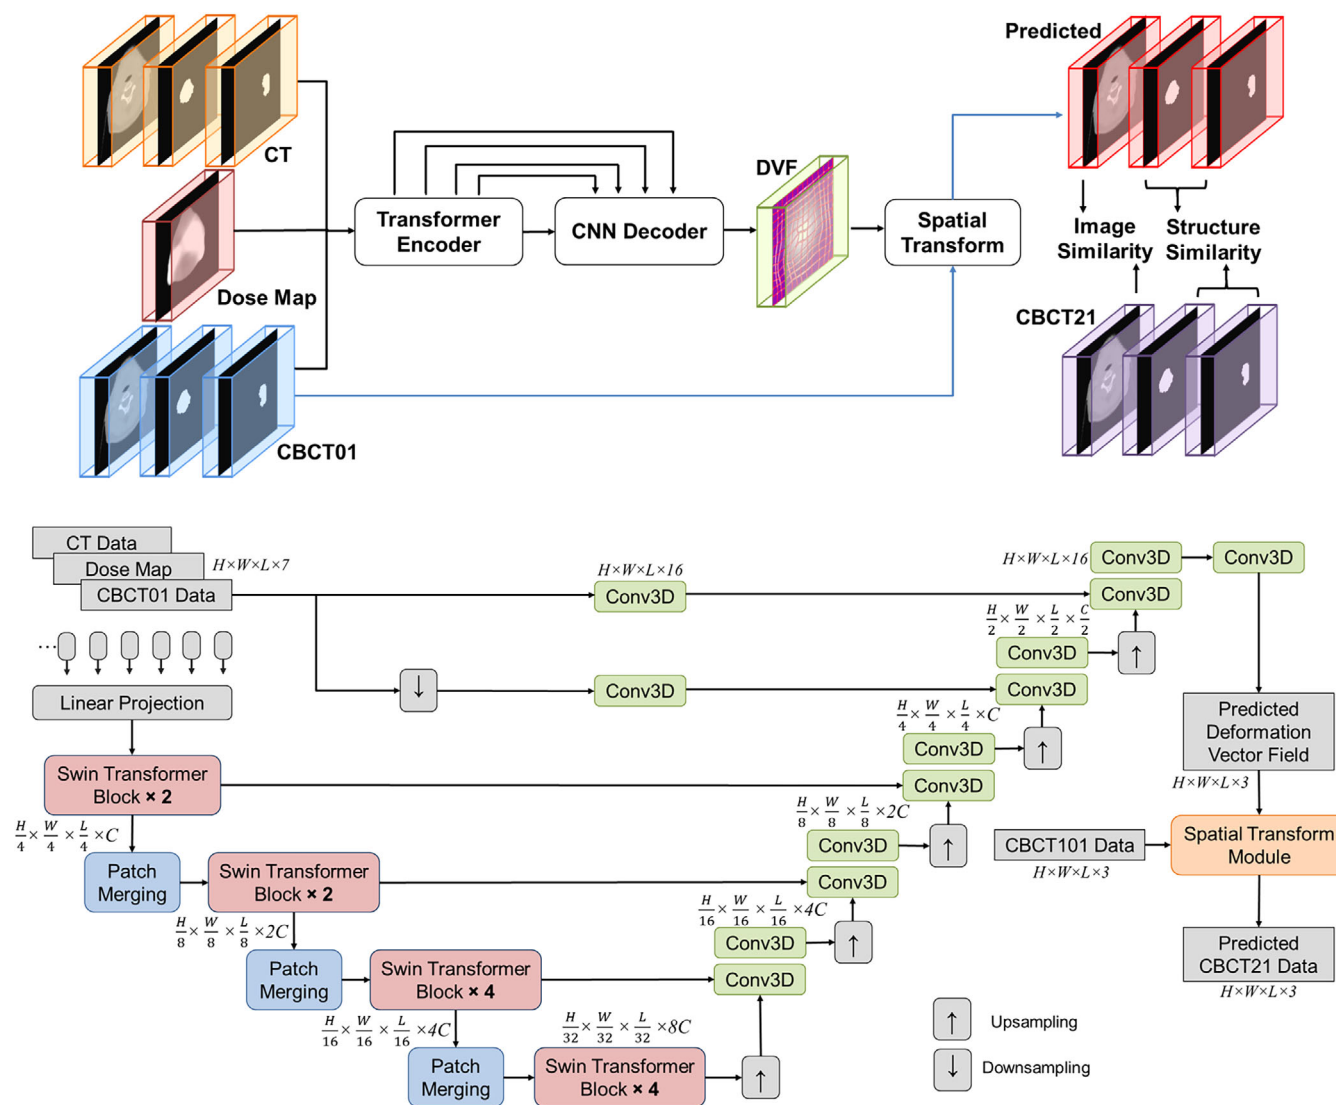 Predicted
CT
DVF
Transformer
Encoder
CNN Decoder
Spatial
Transform
Image
Similarity
Structure
Similarity
Dose Map
CBCT21
CBCT01
CT Data
Dose Map
CBCT01 Data
H×W×L×7
H×W×L×16
Conv3D
H×W×L×16
Conv3D
Conv3D
Conv3D
H/2 × W/2 × L/2 × C/2
Conv3D
↑
...
Linear Projection
↓
Conv3D
Conv3D
H/4 × W/4 × L/4 × C
Conv3D
↑
Predicted
Deformation
Vector Field
H×W×L×3
Swin Transformer
Block × 2
Conv3D
H/4 × W/4 × L/4 × C
H/8 × W/8 × L/8 × 2C
Conv3D
↑
CBCT101 Data
H×W×L×3
Spatial Transform
Module
Patch
Merging
Swin Transformer
Block × 2
Conv3D
H/8 × W/8 × L/8 × 2C
H/16 × W/16 × L/16 × 4C
Conv3D
↑
Predicted
CBCT21 Data
H×W×L×3
Patch
Merging
Swin Transformer
Block × 4
Conv3D
H/16 × W/16 × L/16 × 4C
H/32 × W/32 × L/32 × 8C
Patch
Merging
Swin Transformer
Block × 4
↑
↑ Upsampling
↓ Downsampling